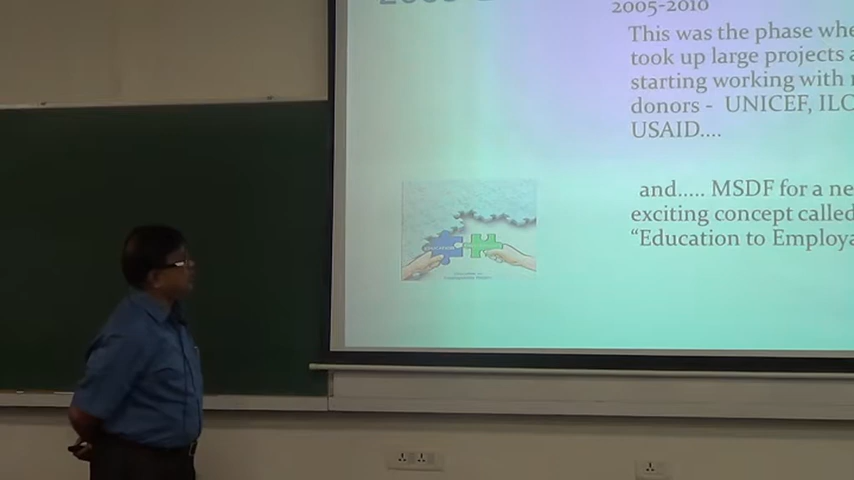 2005-2010
This was the phase whe
took up large projects a
starting working with
donors - UNICEF, ILO
USAID....
and..... MSDF for a ne
exciting concept called
"Education to Employa